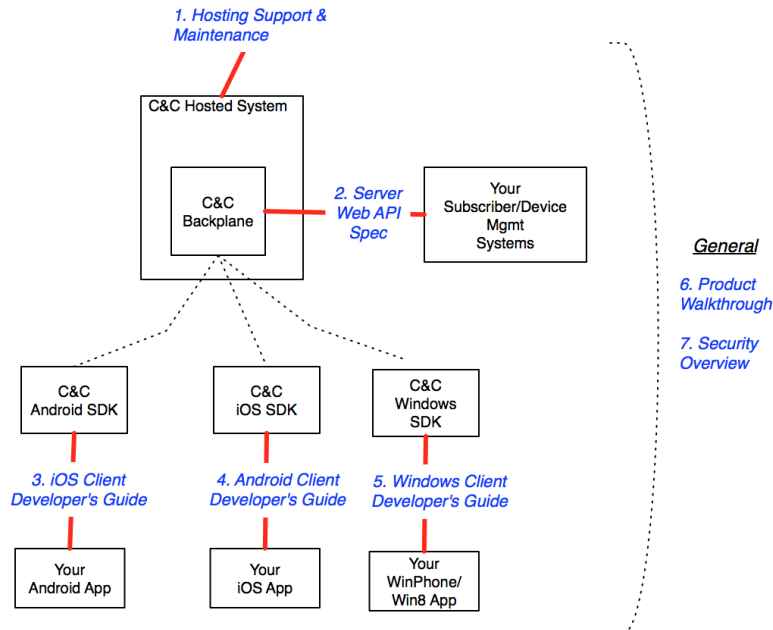 1. Hosting Support &
Maintenance
C&C Hosted System
C&C
Backplane
2. Server
Web API
Spec
Your
Subscriber/Device
Mgmt
Systems
General
6. Product
Walkthrough
7. Security
Overview
C&C
Android SDK
C&C
iOS SDK
C&C
Windows
SDK
3. iOS Client
Developer's Guide
4. Android Client
Developer's Guide
5. Windows Client
Developer's Guide
Your
Android App
Your
iOS App
Your
WinPhone/
Win8 App